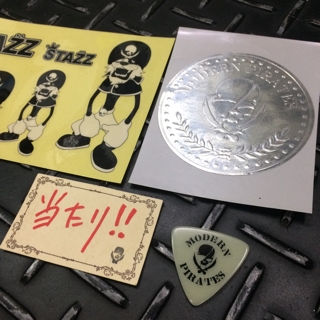 STAZZ
STAZZ
MODERN PIRATES
当たり!!
MODERN
PIRATES